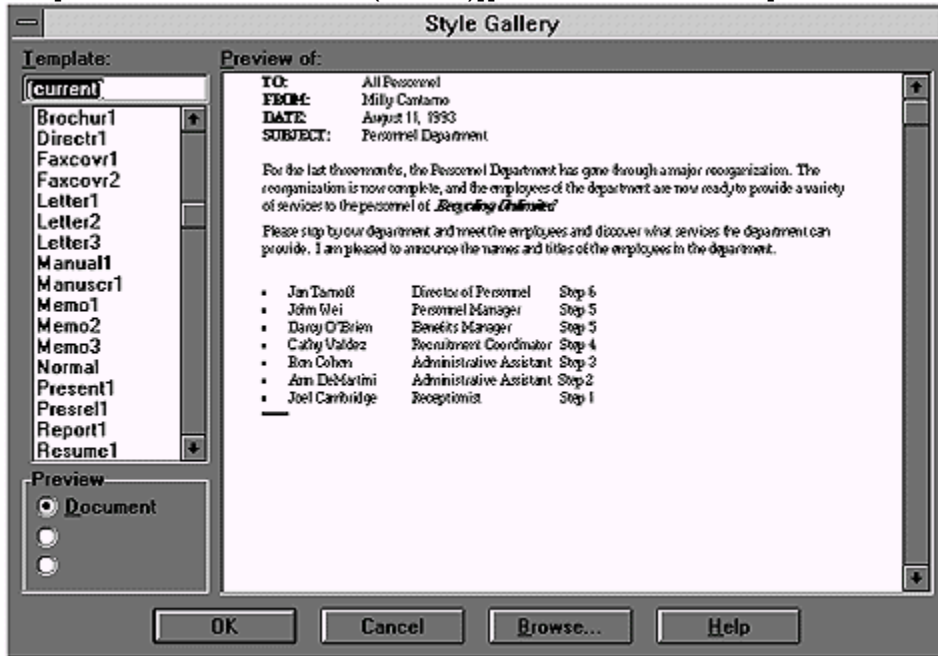 Style Gallery
Template:
(current)
Brochur1
Directr1
Faxcovr1
Faxcovr2
Letter1
Letter2
Letter3
Manual1
Manuscr1
Memo1
Memo2
Memo3
Normal
Present1
Presrel1
Report1
Resume1
Preview
Document
Preview of:
TO: All Personnel
FROM: Milly Cantarno
DATE: August 11, 1993
SUBJECT: Personnel Department
For the last three months, the Personnel Department has gone through a major reorganization. The
reorganization is now complete, and the employees of the department are now ready to provide a variety
of services to the personnel of Recycling Unlimited
Please stop by our department and meet the employees and discover what services the department can
provide. I am pleased to announce the names and titles of the employees in the department.
▪ Jan Tarnoff Director of Personnel Step 6
▪ John Wei Personnel Manager Step 5
▪ Darcy O'Brien Benefits Manager Step 5
▪ Cathy Valdez Recruitment Coordinator Step 4
▪ Ron Cohen Administrative Assistant Step 3
▪ Ann DeMartini Administrative Assistant Step 2
▪ Joel Cambridge Receptionist Step 1
OK Cancel Browse... Help